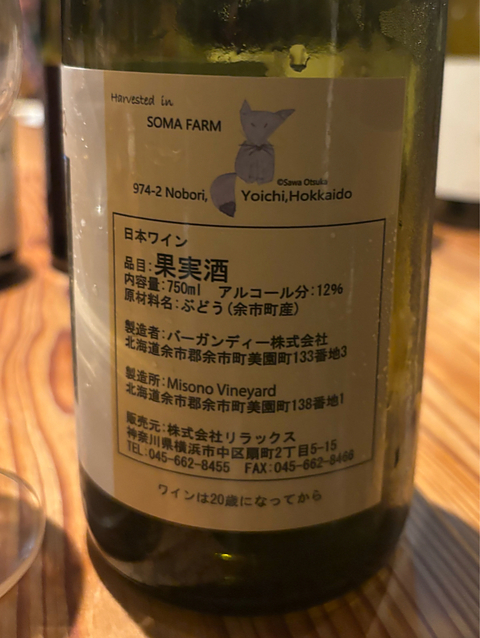 Harvested in
SOMA FARM
©Sawa Otsuka
974-2 Nobori, Yoichi,Hokkaido
日本ワイン
品目:果実酒
内容量:750ml アルコール分:12%
原材料名:ぶどう(余市町産)
製造者:バーガンディー株式会社
北海道余市郡余市町美園町133番地3
製造所:Misono Vineyard
北海道余市郡余市町美園町138番地1
販売元:株式会社リラックス
神奈川県横浜市中区扇町2丁目5-15
TEL:045-662-8455 FAX:045-662-8466
ワインは20歳になってから